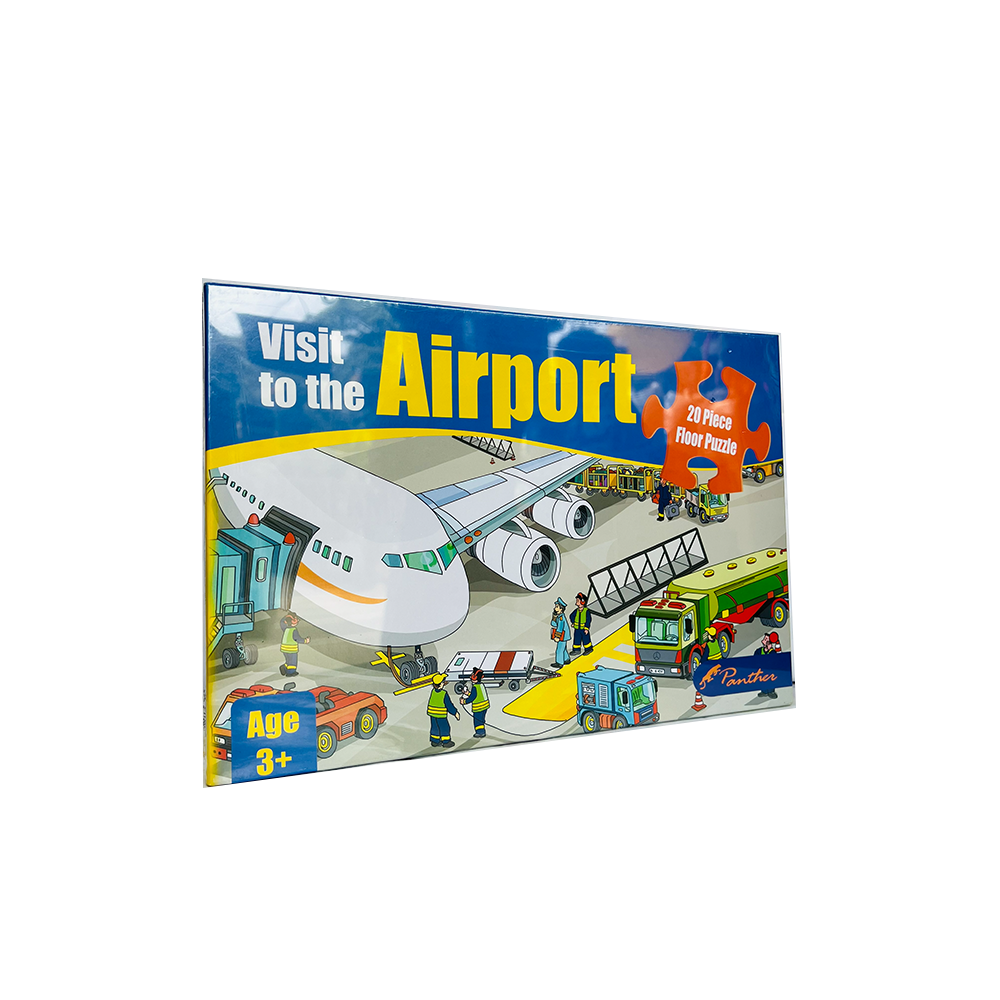 Visit
to the
Airport
20 Piece
Floor Puzzle
Panther
Age
3+